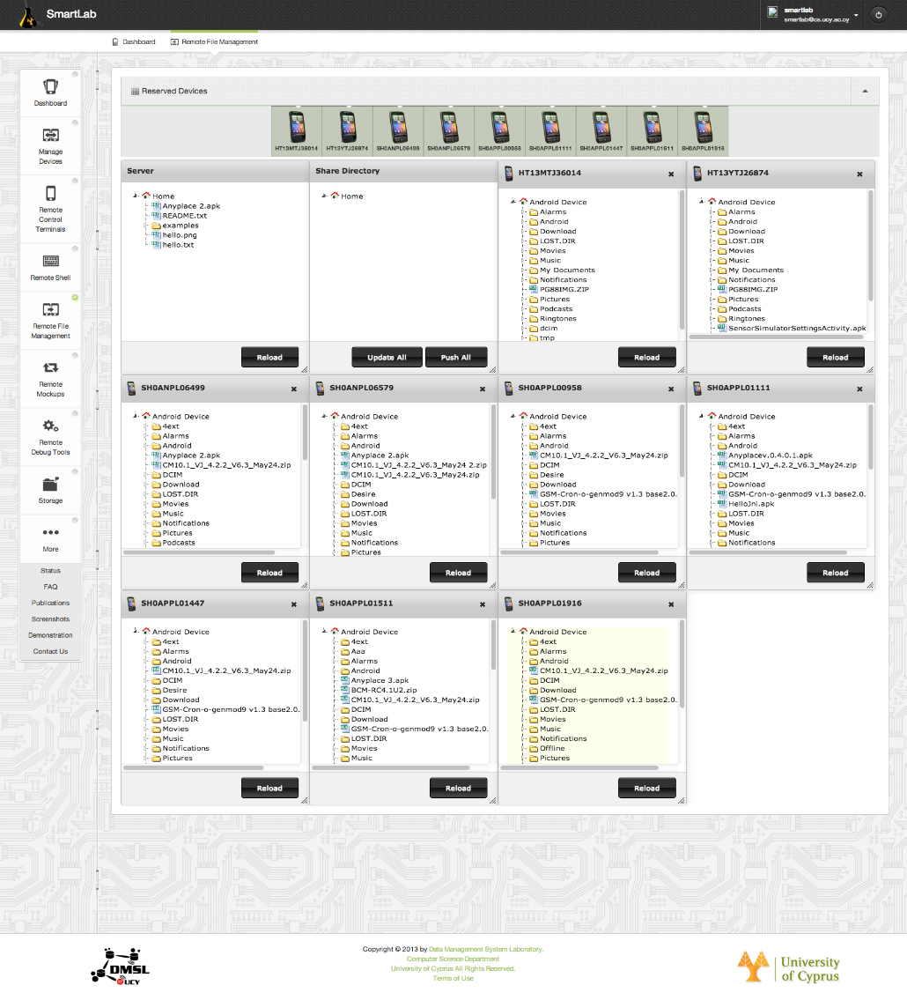 SmartLab
smartlab
smartlab@cs.ucy.ac.cy
Dashboard
Remote File Management
Dashboard
Manage
Devices
Remote
Control
Terminals
Remote Shell
Remote File
Management
Remote
Mockups
Remote
Debug Tools
Storage
More
Status
FAQ
Publications
Screenshots
Demonstration
Contact Us
Reserved Devices
HT13MTJ36014 HT13YTJ26874 SH0ANPL06499 SH0ANPL06579 SH0APPL00958 SH0APPL01111 SH0APPL01447 SH0APPL01511 SH0APPL01916
Server
Home
Anyplace 2.apk
README.txt
examples
hello.png
hello.txt
Reload
Share Directory
Home
Update All
Push All
HT13MTJ36014
Android Device
Alarms
Android
Download
LOST.DIR
Movies
Music
My Documents
Notifications
PG88IMG.ZIP
Pictures
Podcasts
Ringtones
dcim
tmp
Reload
HT13YTJ26874
Android Device
Alarms
Android
Download
LOST.DIR
Movies
Music
My Documents
Notifications
PG88IMG.ZIP
Pictures
Podcasts
Ringtones
SensorSimulatorSettingsActivity.apk
Reload
SH0ANPL06499
Android Device
4ext
Alarms
Android
Anyplace 2.apk
CM10.1_VJ_4.2.2_V6.3_May24.zip
DCIM
Download
LOST.DIR
Movies
Music
Notifications
Pictures
Podcasts
Reload
SH0ANPL06579
Android Device
4ext
Alarms
Android
Anyplace 2.apk
CM10.1_VJ_4.2.2_V6.3_May24 2.zip
CM10.1_VJ_4.2.2_V6.3_May24.zip
DCIM
Desire
Download
LOST.DIR
Movies
Music
Notifications
Pictures
Reload
SH0APPL00958
Android Device
4ext
Alarms
Android
CM10.1_VJ_4.2.2_V6.3_May24.zip
DCIM
Desire
Download
GSM-Cron-o-genmod9 v1.3 base2.0.
LOST.DIR
Movies
Music
Notifications
Pictures
Reload
SH0APPL01111
Android Device
4ext
Alarms
Android
Anyplacev.0.4.0.1.apk
CM10.1_VJ_4.2.2_V6.3_May24.zip
DCIM
Download
GSM-Cron-o-genmod9 v1.3 base2.0.
HelloJni.apk
LOST.DIR
Movies
Music
Notifications
Reload
SH0APPL01447
Android Device
4ext
Alarms
Android
CM10.1_VJ_4.2.2_V6.3_May24.zip
DCIM
Desire
Download
GSM-Cron-o-genmod9 v1.3 base2.0.
LOST.DIR
Movies
Music
Notifications
Pictures
Reload
SH0APPL01511
Android Device
4ext
Aaa
Alarms
Android
Anyplace 3.apk
BCM-RC4.1U2.zip
CM10.1_VJ_4.2.2_V6.3_May24.zip
DCIM
Download
GSM-Cron-o-genmod9 v1.3 base2.0.
LOST.DIR
Movies
Music
Reload
SH0APPL01916
Android Device
4ext
Alarms
Android
CM10.1_VJ_4.2.2_V6.3_May24.zip
DCIM
Download
GSM-Cron-o-genmod9 v1.3 base2.0.
LOST.DIR
Movies
Music
Notifications
Offline
Pictures
Reload
DMSL
@UCY
Copyright © 2013 by Data Management System Laboratory.
Computer Science Department
University of Cyprus All Rights Reserved.
Terms of Use
University
of Cyprus